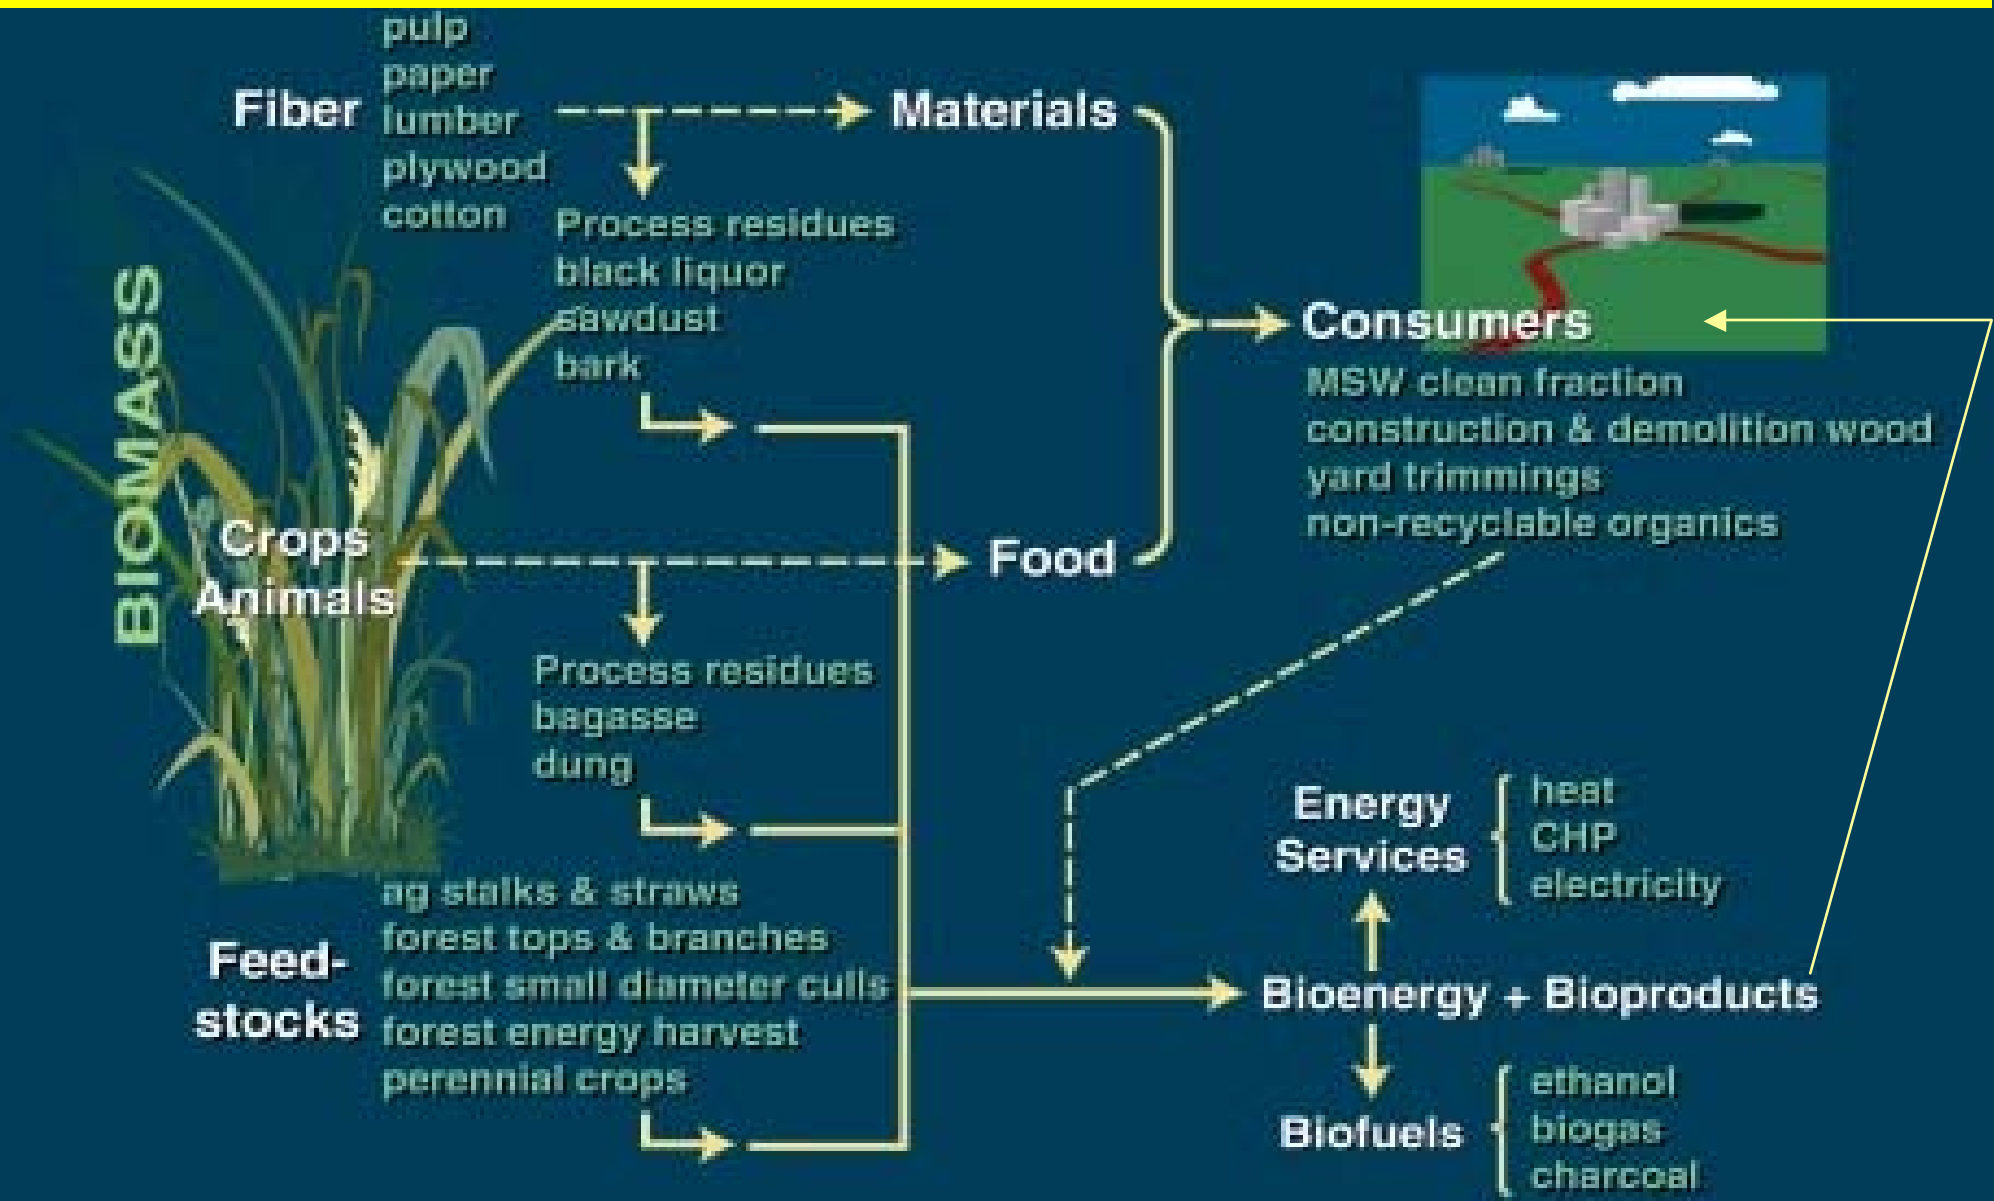 pulp
paper
Fiber
lumber
plywood
cotton
Materials
Process residues
black liquor
sawdust
bark
Consumers
MSW clean fraction
construction & demolition wood
yard trimmings
non-recyclable organics
BIOMASS
Crops
Animals
Food
Process residues
bagasse
dung
Feed-
stocks
ag stalks & straws
forest tops & branches
forest small diameter culls
forest energy harvest
perennial crops
Energy
Services
heat
CHP
electricity
Bioenergy + Bioproducts
Biofuels
ethanol
biogas
charcoal